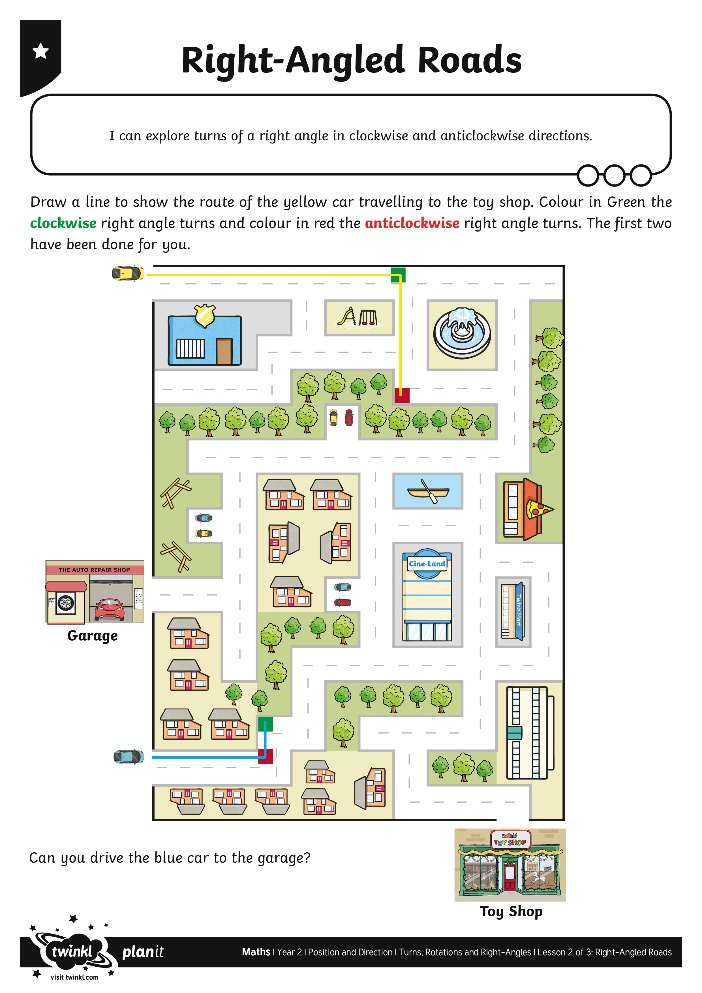 Right-Angled Roads
I can explore turns of a right angle in clockwise and anticlockwise directions.
Draw a line to show the route of the yellow car travelling to the toy shop. Colour in Green the
clockwise right angle turns and colour in red the anticlockwise right angle turns. The first two
have been done for you.
Cine-Land
THE AUTO REPAIR SHOP
Garage
TOY SHOP
Can you drive the blue car to the garage?
Toy Shop
twinkl planit
visit twinkl.com
Maths | Year 2 | Position and Direction | Turns, Rotations and Right-Angles | Lesson 2 of 3: Right-Angled Roads